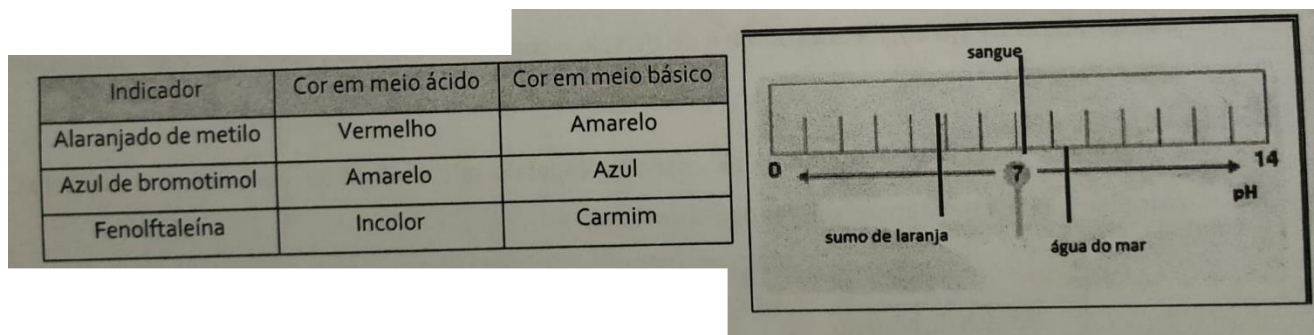 Indicador Cor em meio ácido Cor em meio básico
Alaranjado de metilo Vermelho Amarelo
Azul de bromotimol Amarelo Azul
Fenolftaleína Incolor Carmim
sangue
0 7 14
pH
sumo de laranja
água do mar